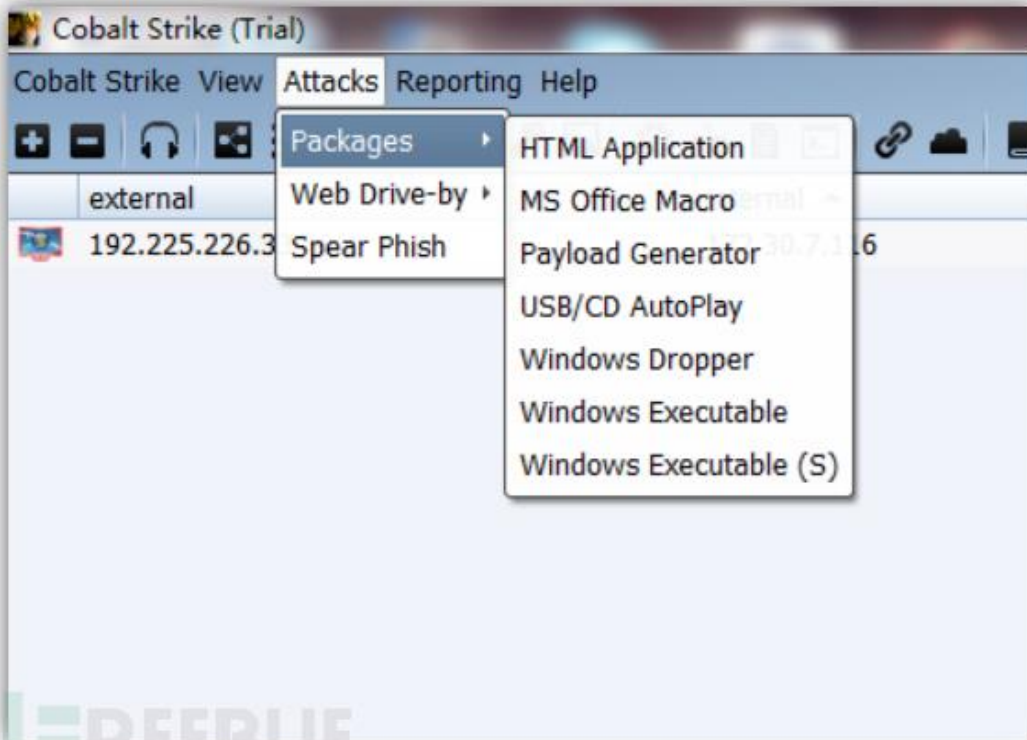 Cobalt Strike (Trial)
Cobalt Strike View Attacks Reporting Help
Packages
HTML Application
external
Web Drive-by
MS Office Macro
192.225.226.3
Spear Phish
Payload Generator
USB/CD AutoPlay
Windows Dropper
Windows Executable
Windows Executable (S)